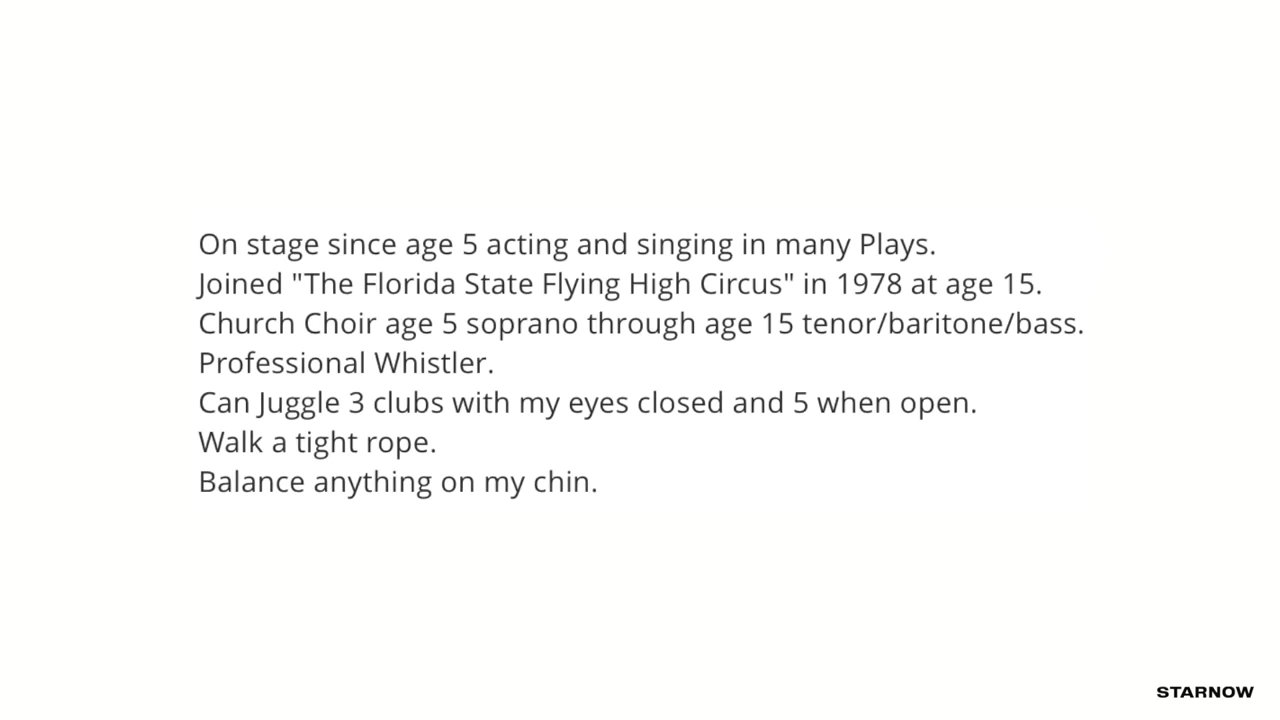 On stage since age 5 acting and singing in many Plays.
Joined "The Florida State Flying High Circus" in 1978 at age 15.
Church Choir age 5 soprano through age 15 tenor/baritone/bass.
Professional Whistler.
Can Juggle 3 clubs with my eyes closed and 5 when open.
Walk a tight rope.
Balance anything on my chin.
STARNOW